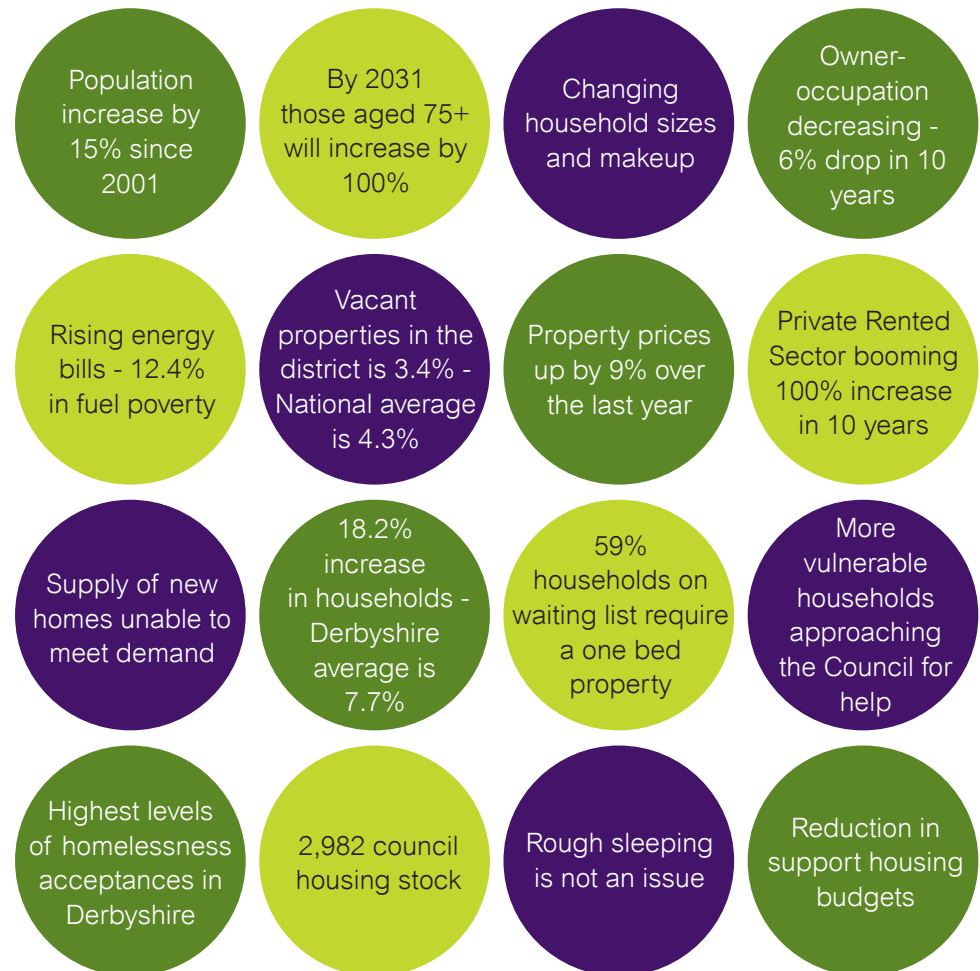 Population
increase by
15% since
2001
By 2031
those aged 75+
will increase by
100%
Changing
household sizes
and makeup
Owner-
occupation
decreasing -
6% drop in 10
years
Rising energy
bills - 12.4%
in fuel poverty
Vacant
properties in the
district is 3.4% -
National average
is 4.3%
Property prices
up by 9% over
the last year
Private Rented
Sector booming
100% increase
in 10 years
Supply of new
homes unable to
meet demand
18.2%
increase
in households -
Derbyshire
average is
7.7%
59%
households on
waiting list require
a one bed
property
More
vulnerable
households
approaching
the Council for
help
Highest levels
of homelessness
acceptances in
Derbyshire
2,982 council
housing stock
Rough sleeping
is not an issue
Reduction in
support housing
budgets